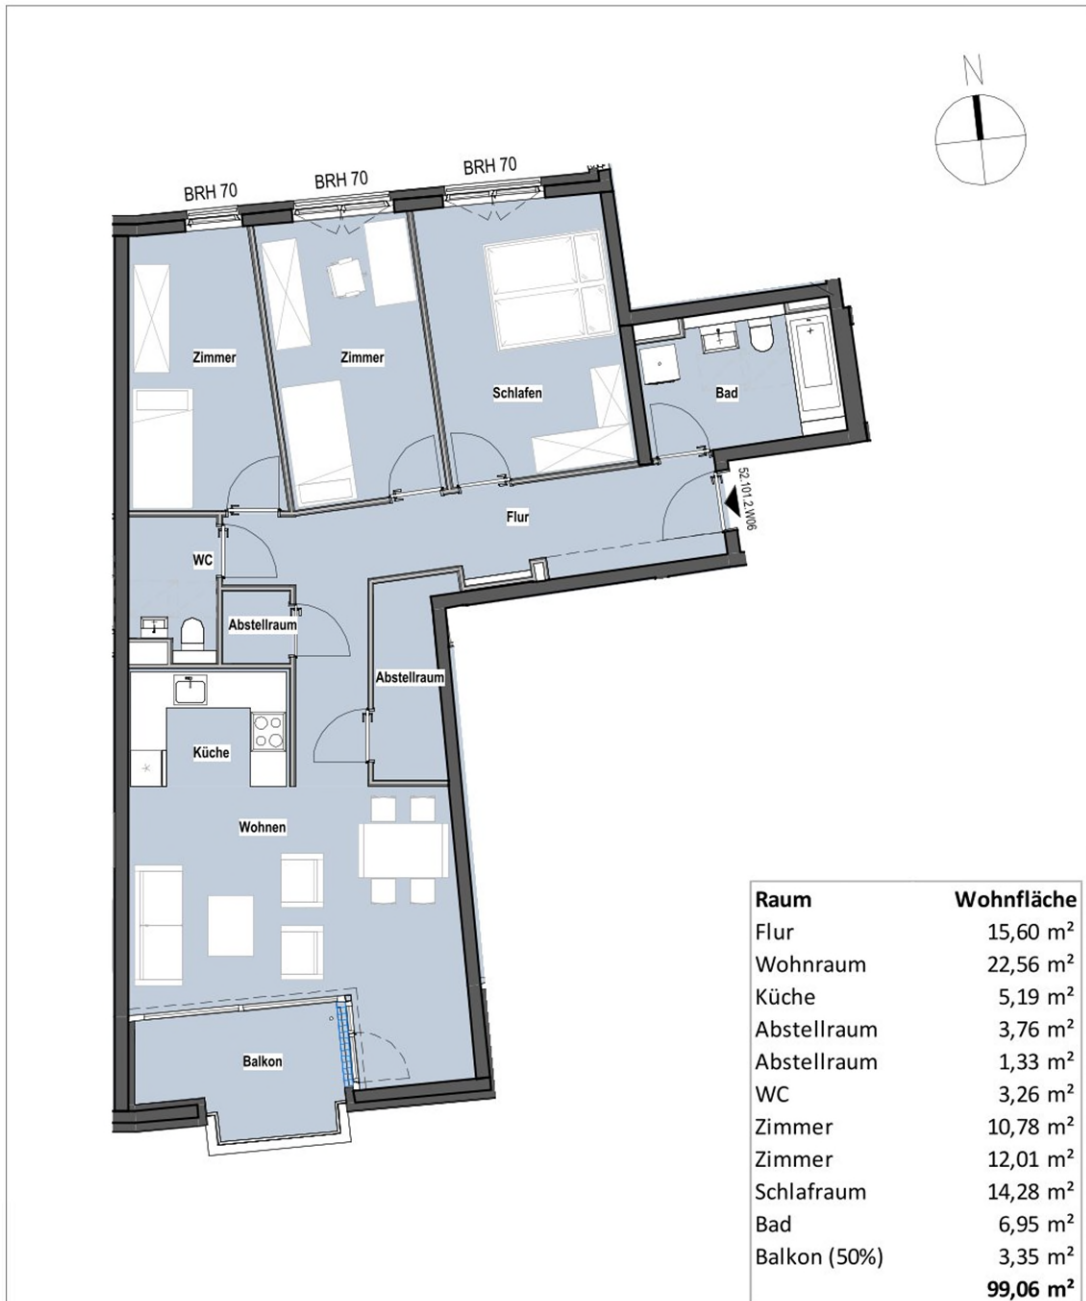 N
BRH 70
BRH 70
BRH 70
Zimmer
Zimmer
Schlafen
Bad
52.101.2.W06
Flur
WC
Abstellraum
Abstellraum
Küche
Wohnen
Balkon
Raum Wohnfläche
Flur 15,60 m²
Wohnraum 22,56 m²
Küche 5,19 m²
Abstellraum 3,76 m²
Abstellraum 1,33 m²
WC 3,26 m²
Zimmer 10,78 m²
Zimmer 12,01 m²
Schlafraum 14,28 m²
Bad 6,95 m²
Balkon (50%) 3,35 m²
99,06 m²